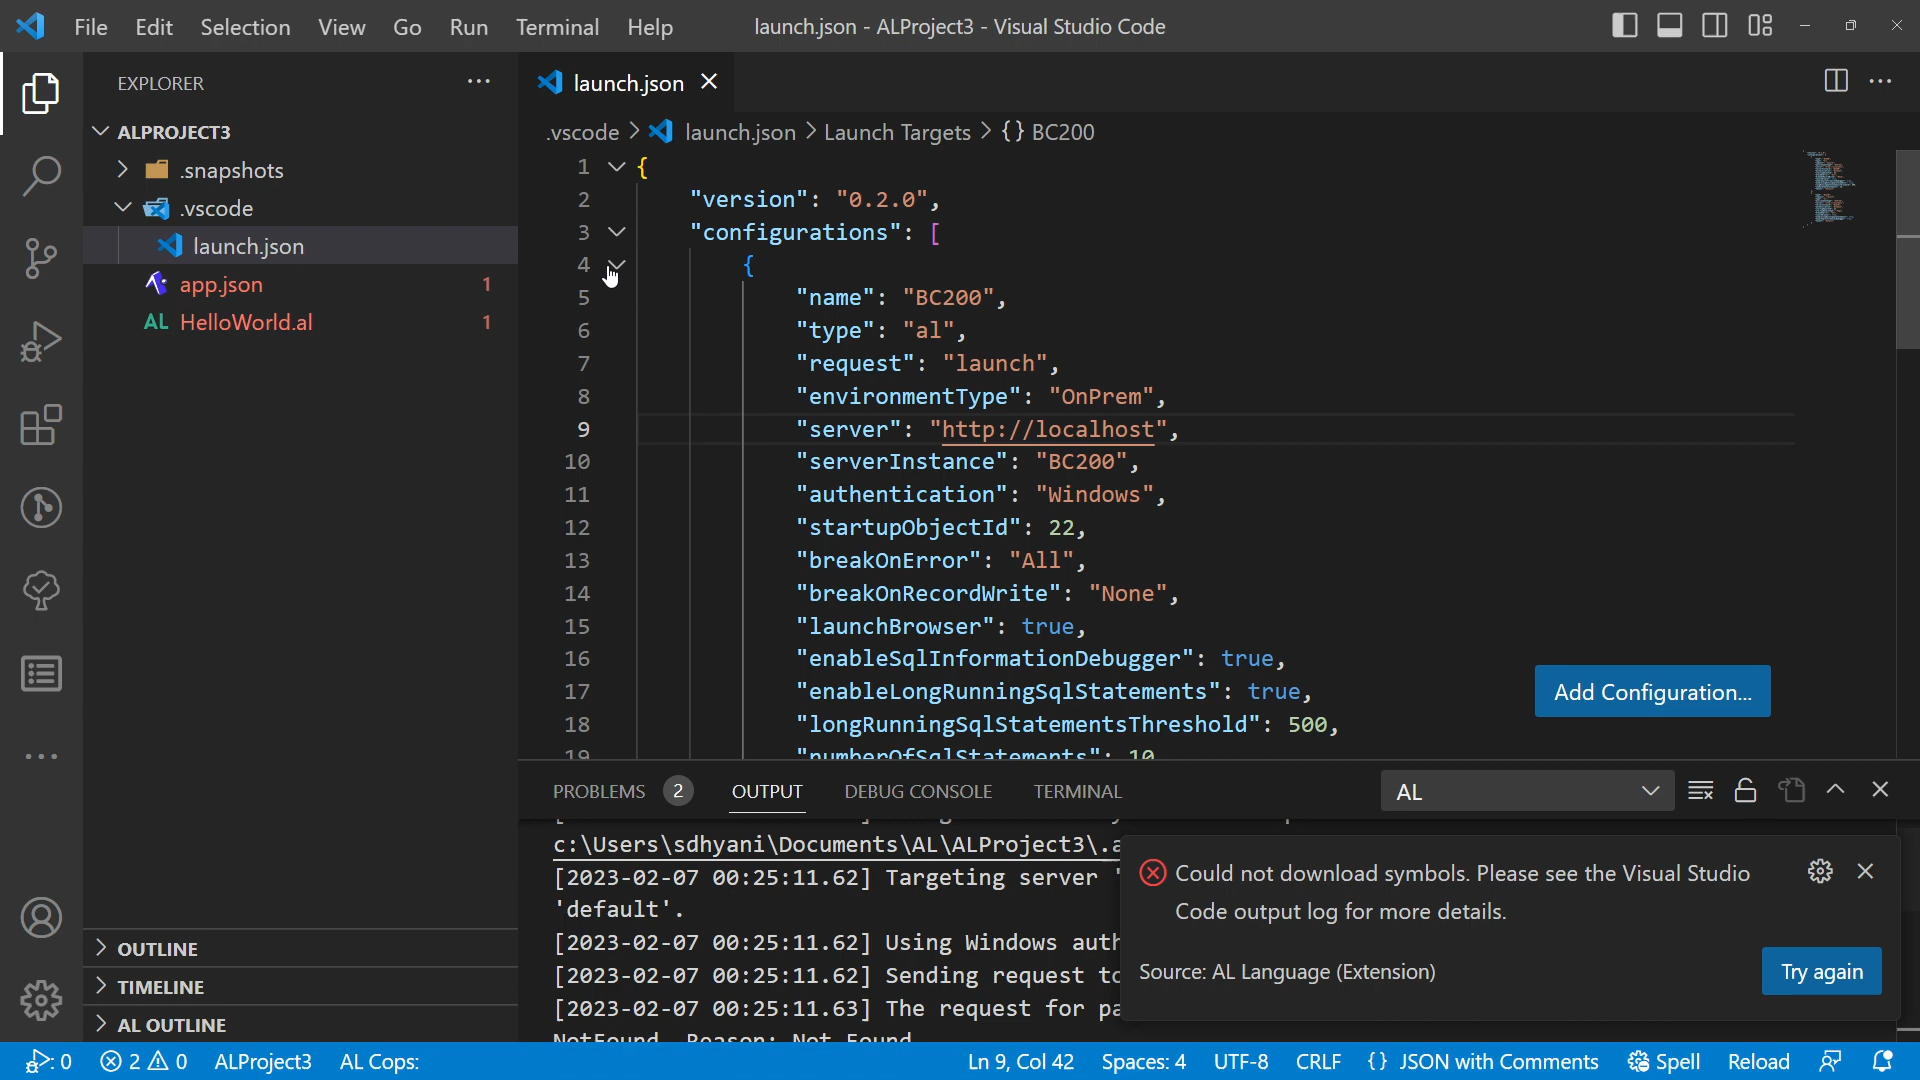 File Edit Selection View Go Run Terminal Help
launch.json - ALProject3 - Visual Studio Code
EXPLORER
ALPROJECT3
.snapshots
.vscode
launch.json
app.json 1
AL HelloWorld.al 1
OUTLINE
TIMELINE
AL OUTLINE
launch.json
.vscode > launch.json > Launch Targets > {} BC200
1 {
2 "version": "0.2.0",
3 "configurations": [
4 {
5 "name": "BC200",
6 "type": "al",
7 "request": "launch",
8 "environmentType": "OnPrem",
9 "server": "http://localhost",
10 "serverInstance": "BC200",
11 "authentication": "Windows",
12 "startupObjectId": 22,
13 "breakOnError": "All",
14 "breakOnRecordWrite": "None",
15 "launchBrowser": true,
16 "enableSqlInformationDebugger": true,
17 "enableLongRunningSqlStatements": true,
18 "longRunningSqlStatementsThreshold": 500,
19 "numberOfSqlStatements": 10
Add Configuration...
PROBLEMS 2 OUTPUT DEBUG CONSOLE TERMINAL
AL
c:\Users\sdhyani\Documents\AL\ALProject3\.a
[2023-02-07 00:25:11.62] Targeting server '
'default'.
[2023-02-07 00:25:11.62] Using Windows auth
[2023-02-07 00:25:11.62] Sending request to
[2023-02-07 00:25:11.63] The request for pa
NotFound. Reason: Not Found
Could not download symbols. Please see the Visual Studio
Code output log for more details.
Source: AL Language (Extension)
Try again
0 2 0 ALProject3 AL Cops:
Ln 9, Col 42 Spaces: 4 UTF-8 CRLF {} JSON with Comments Spell Reload